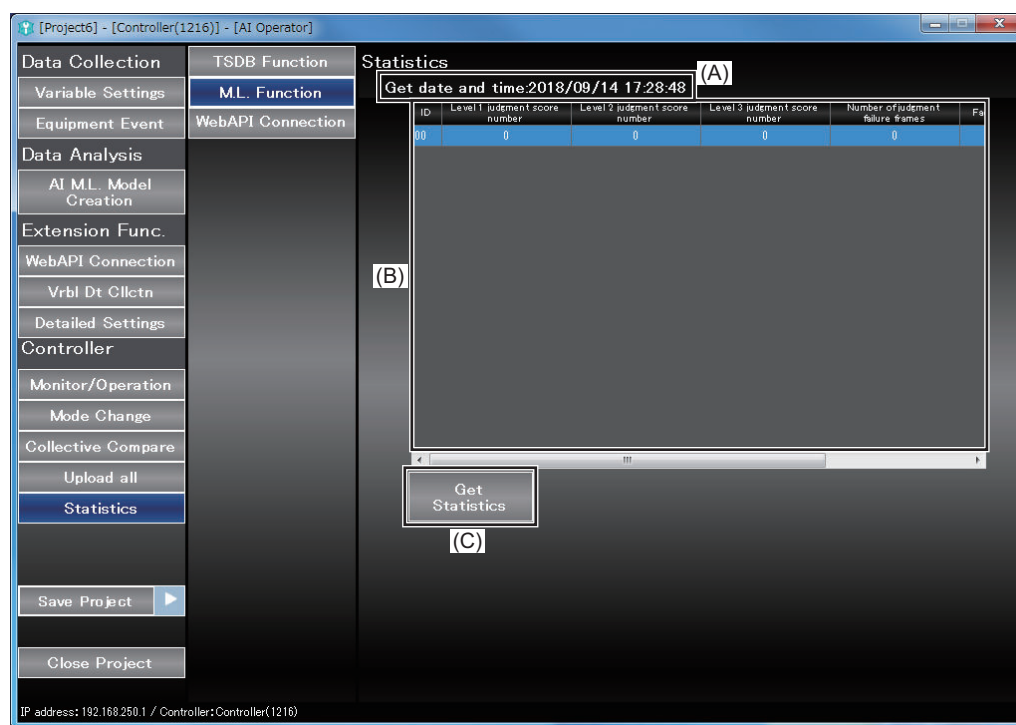 [Project6] - [Controller(1216)] - [AI Operator]
Data Collection
Variable Settings
Equipment Event
Data Analysis
AI M.L. Model
Creation
Extension Func.
WebAPI Connection
Vrbl Dt Cllctn
Detailed Settings
Controller
Monitor/Operation
Mode Change
Collective Compare
Upload all
Statistics
Save Project
Close Project
TSDB Function
M.L. Function
WebAPI Connection
Statistics
(A)
Get date and time:2018/09/14 17:28:48
ID
Level 1 judgment score
number
Level 2 judgment score
number
Level 3 judgment score
number
Number of judgment
failure frames
Fa
00 0 0 0 0
(B)
Get
Statistics
(C)
IP address: 192.168.250.1 / Controller:Controller(1216)